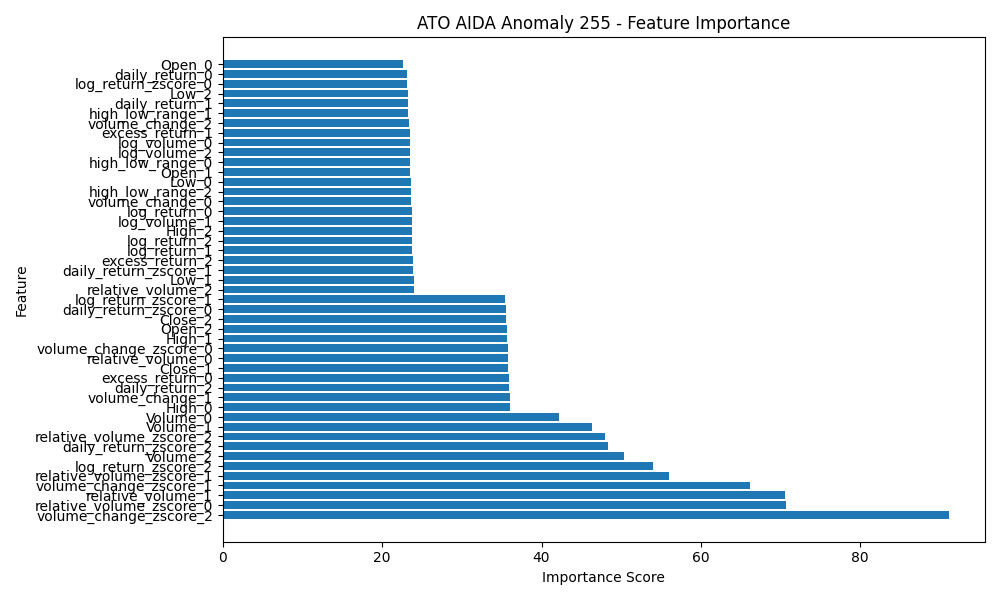 ATO AIDA Anomaly 255 - Feature Importance
Open_0
daily_return_0
log_return_zscore_0
Low_2
daily_return_1
high_low_range_1
volume_change_2
excess_return_1
log_volume_0
log_volume_2
high_low_range_0
Open_1
Low_0
high_low_range_2
volume_change_0
log_return_0
log_volume_1
High_2
log_return_2
log_return_1
excess_return_2
daily_return_zscore_1
Low_1
relative_volume_2
log_return_zscore_1
daily_return_zscore_0
Close_2
Open_2
High_1
volume_change_zscore_0
relative_volume_0
Close_1
excess_return_0
daily_return_2
volume_change_1
High_0
Volume_0
Volume_1
relative_volume_zscore_2
daily_return_zscore_2
Volume_2
log_return_zscore_2
relative_volume_zscore_1
volume_change_zscore_1
relative_volume_1
relative_volume_zscore_0
volume_change_zscore_2
Feature
0 20 40 60 80
Importance Score